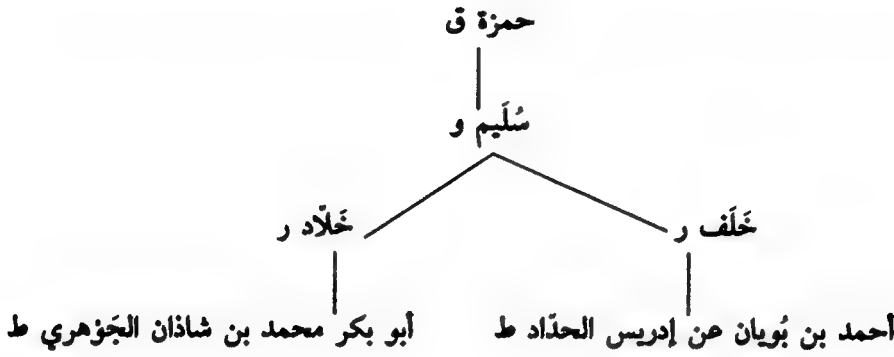 حمزة ق
سُلَيم و
خَلَف ر
خَلّاد ر
أحمد بن بُويان عن إدريس الحدّاد ط
أبو بكر محمد بن شاذان الجَوْهري ط